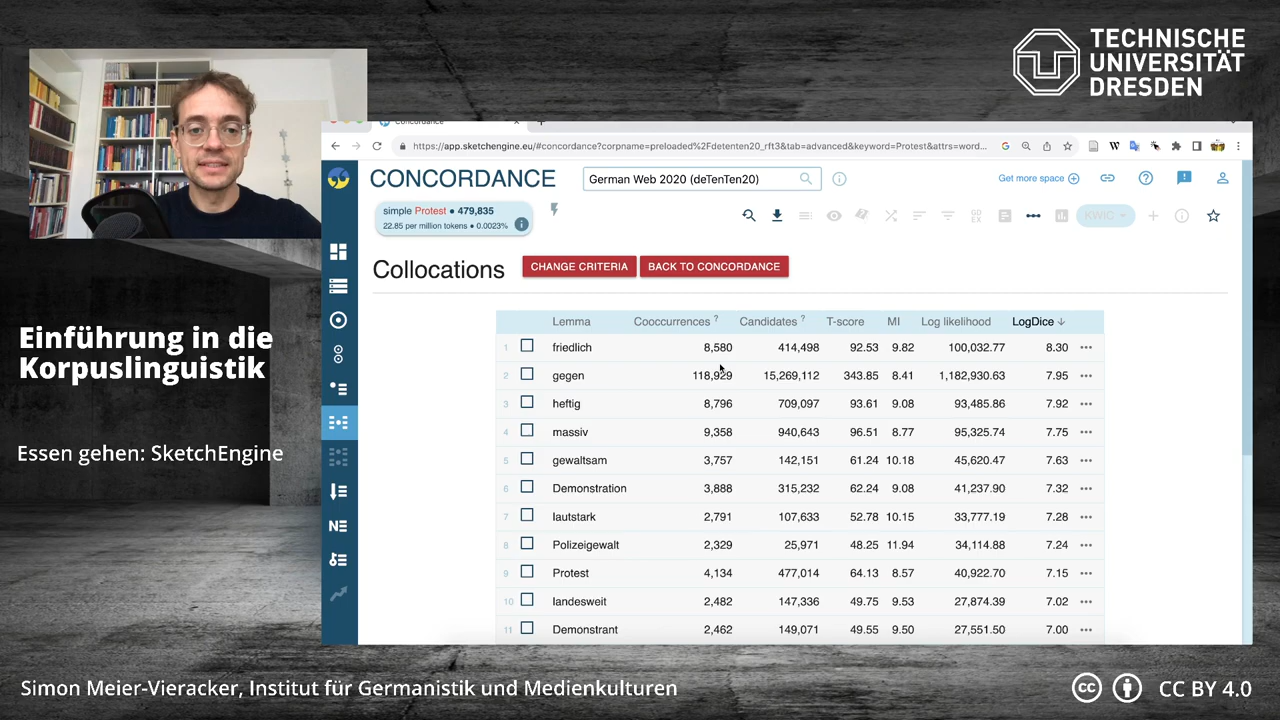 TECHNISCHE
UNIVERSITÄT
DRESDEN
Concordance
https://app.sketchengine.eu/#concordance?corpname=preloaded%2Fdetenten20_rft3&tab=advanced&keyword=Protest&attrs=word...
CONCORDANCE
German Web 2020 (deTenTen20)
Get more space
simple Protest • 479,835
22.85 per million tokens • 0.0023%
KWIC
Collocations
CHANGE CRITERIA
BACK TO CONCORDANCE
Lemma Cooccurrences ? Candidates ? T-score MI Log likelihood LogDice ↓
1 friedlich 8,580 414,498 92.53 9.82 100,032.77 8.30 •••
2 gegen 118,929 15,269,112 343.85 8.41 1,182,930.63 7.95 •••
3 heftig 8,796 709,097 93.61 9.08 93,485.86 7.92 •••
4 massiv 9,358 940,643 96.51 8.77 95,325.74 7.75 •••
5 gewaltsam 3,757 142,151 61.24 10.18 45,620.47 7.63 •••
6 Demonstration 3,888 315,232 62.24 9.08 41,237.90 7.32 •••
7 lautstark 2,791 107,633 52.78 10.15 33,777.19 7.28 •••
8 Polizeigewalt 2,329 25,971 48.25 11.94 34,114.88 7.24 •••
9 Protest 4,134 477,014 64.13 8.57 40,922.70 7.15 •••
10 landesweit 2,482 147,336 49.75 9.53 27,874.39 7.02 •••
11 Demonstrant 2,462 149,071 49.55 9.50 27,551.50 7.00 •••
Einführung in die
Korpuslinguistik
Essen gehen: SketchEngine
Simon Meier-Vieracker, Institut für Germanistik und Medienkulturen
cc CC BY 4.0